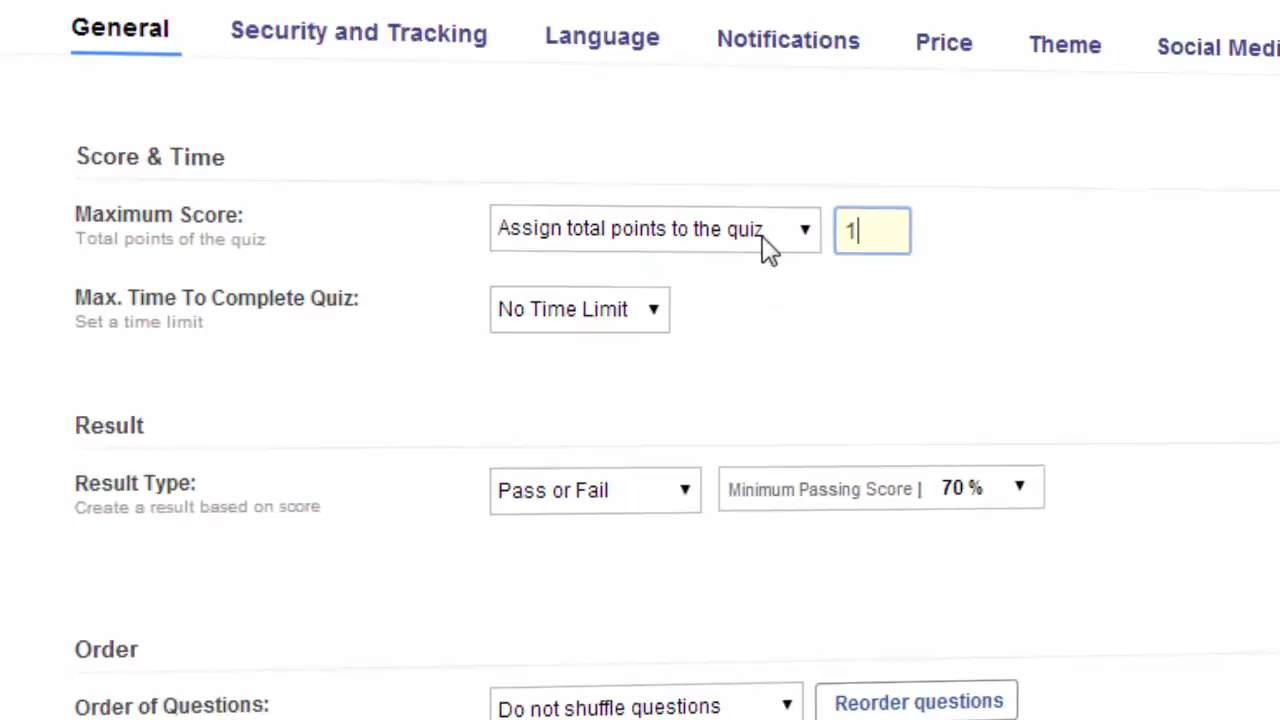 General Security and Tracking Language Notifications Price Theme Social Medi
Score & Time
Maximum Score:
Total points of the quiz
Assign total points to the quiz
1
Max. Time To Complete Quiz:
Set a time limit
No Time Limit
Result
Result Type:
Create a result based on score
Pass or Fail
Minimum Passing Score | 70 %
Order
Order of Questions:
Do not shuffle questions
Reorder questions